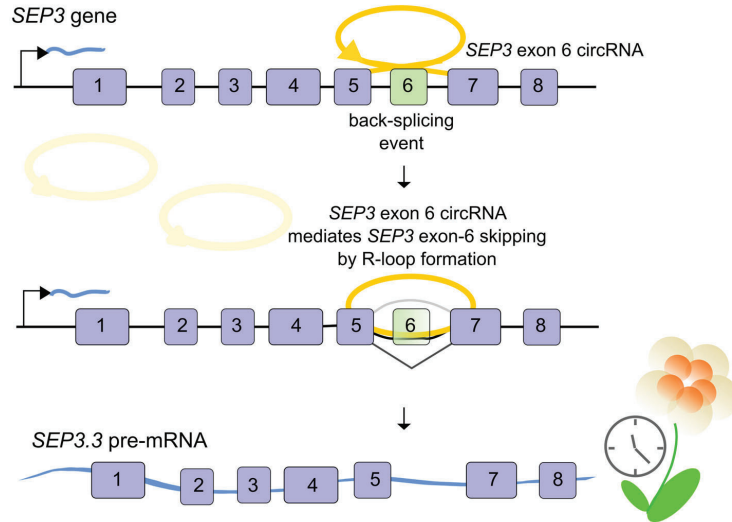 SEP3 gene
SEP3 exon 6 circRNA
1 2 3 4 5 6 7 8
back-splicing
event
SEP3 exon 6 circRNA
mediates SEP3 exon-6 skipping
by R-loop formation
1 2 3 4 5 6 7 8
SEP3.3 pre-mRNA
1 2 3 4 5 7 8